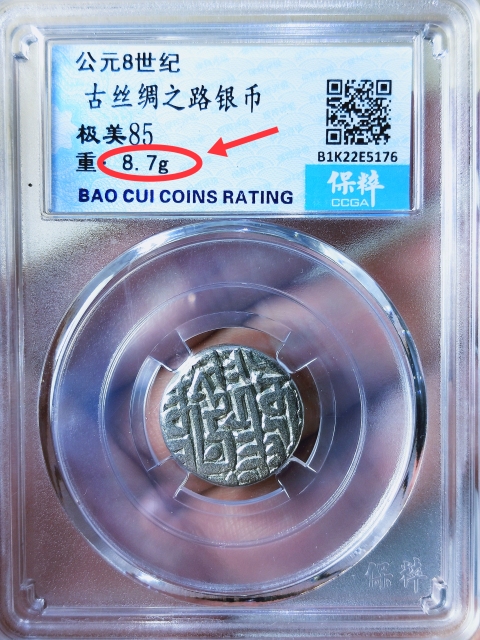 公元8世纪
古丝绸之路银币
极美85
重: 8.7g
BAO CUI COINS RATING
B1K22E5176
保粹
CCGA
保粹